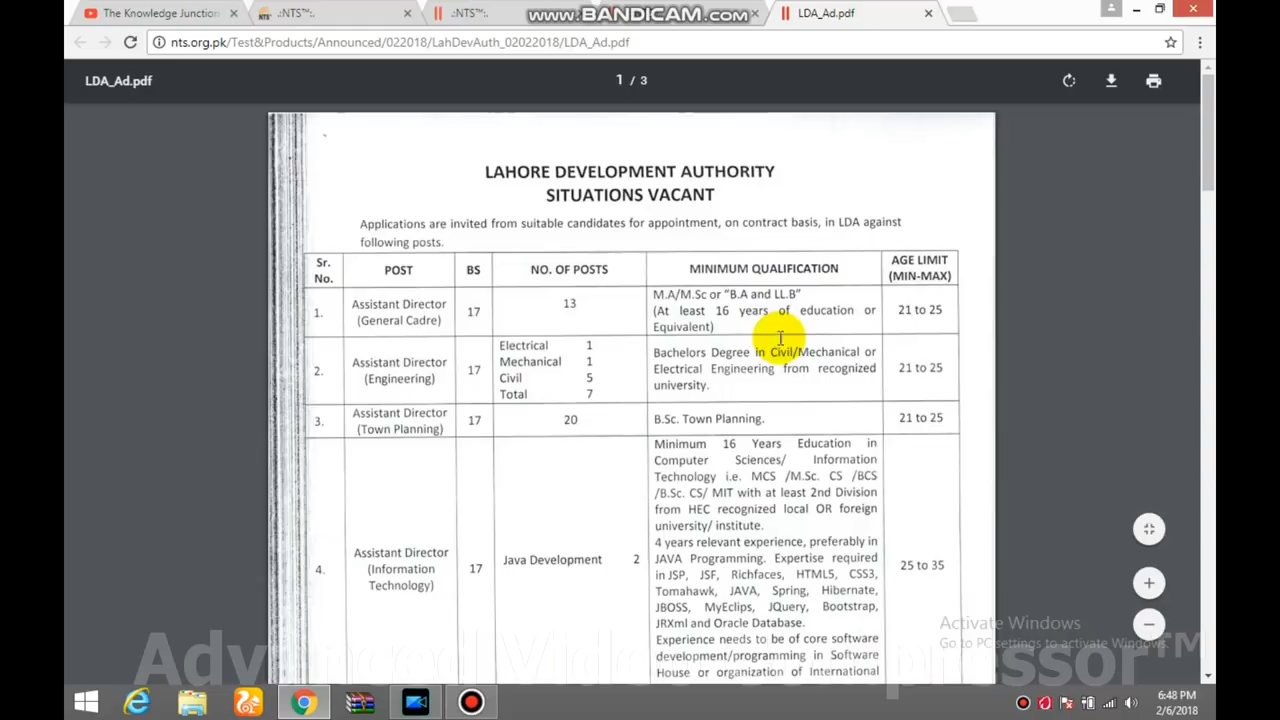 The Knowledge Junction
:NTS™:.
:NTS™:.
www.BANDICAM.com
LDA_Ad.pdf
nts.org.pk/Test&Products/Announced/022018/LahDevAuth_02022018/LDA_Ad.pdf
LDA_Ad.pdf
1 / 3
LAHORE DEVELOPMENT AUTHORITY
SITUATIONS VACANT
Applications are invited from suitable candidates for appointment, on contract basis, in LDA against
following posts.
Sr. No.
POST
BS
NO. OF POSTS
MINIMUM QUALIFICATION
AGE LIMIT (MIN-MAX)
1.
Assistant Director
(General Cadre)
17
13
M.A/M.Sc or "B.A and LL.B"
(At least 16 years of education or
Equivalent)
21 to 25
2.
Assistant Director
(Engineering)
17
Electrical 1
Mechanical 1
Civil 5
Total 7
Bachelors Degree in Civil/Mechanical or
Electrical Engineering from recognized
university.
21 to 25
3.
Assistant Director
(Town Planning)
17
20
B.Sc. Town Planning.
21 to 25
4.
Assistant Director
(Information
Technology)
17
Java Development 2
Minimum 16 Years Education in
Computer Sciences/ Information
Technology i.e. MCS /M.Sc. CS /BCS
/B.Sc. CS/ MIT with at least 2nd Division
from HEC recognized local OR foreign
university/ institute.
4 years relevant experience, preferably in
JAVA Programming. Expertise required
in JSP, JSF, Richfaces, HTML5, CSS3,
Tomahawk, JAVA, Spring, Hibernate,
JBOSS, MyEclips, JQuery, Bootstrap,
JRXml and Oracle Database.
Experience needs to be of core software
development/programming in Software
House or organization of International
25 to 35
Activate Windows
Go to PC settings to activate Windows.
6:48 PM
2/6/2018